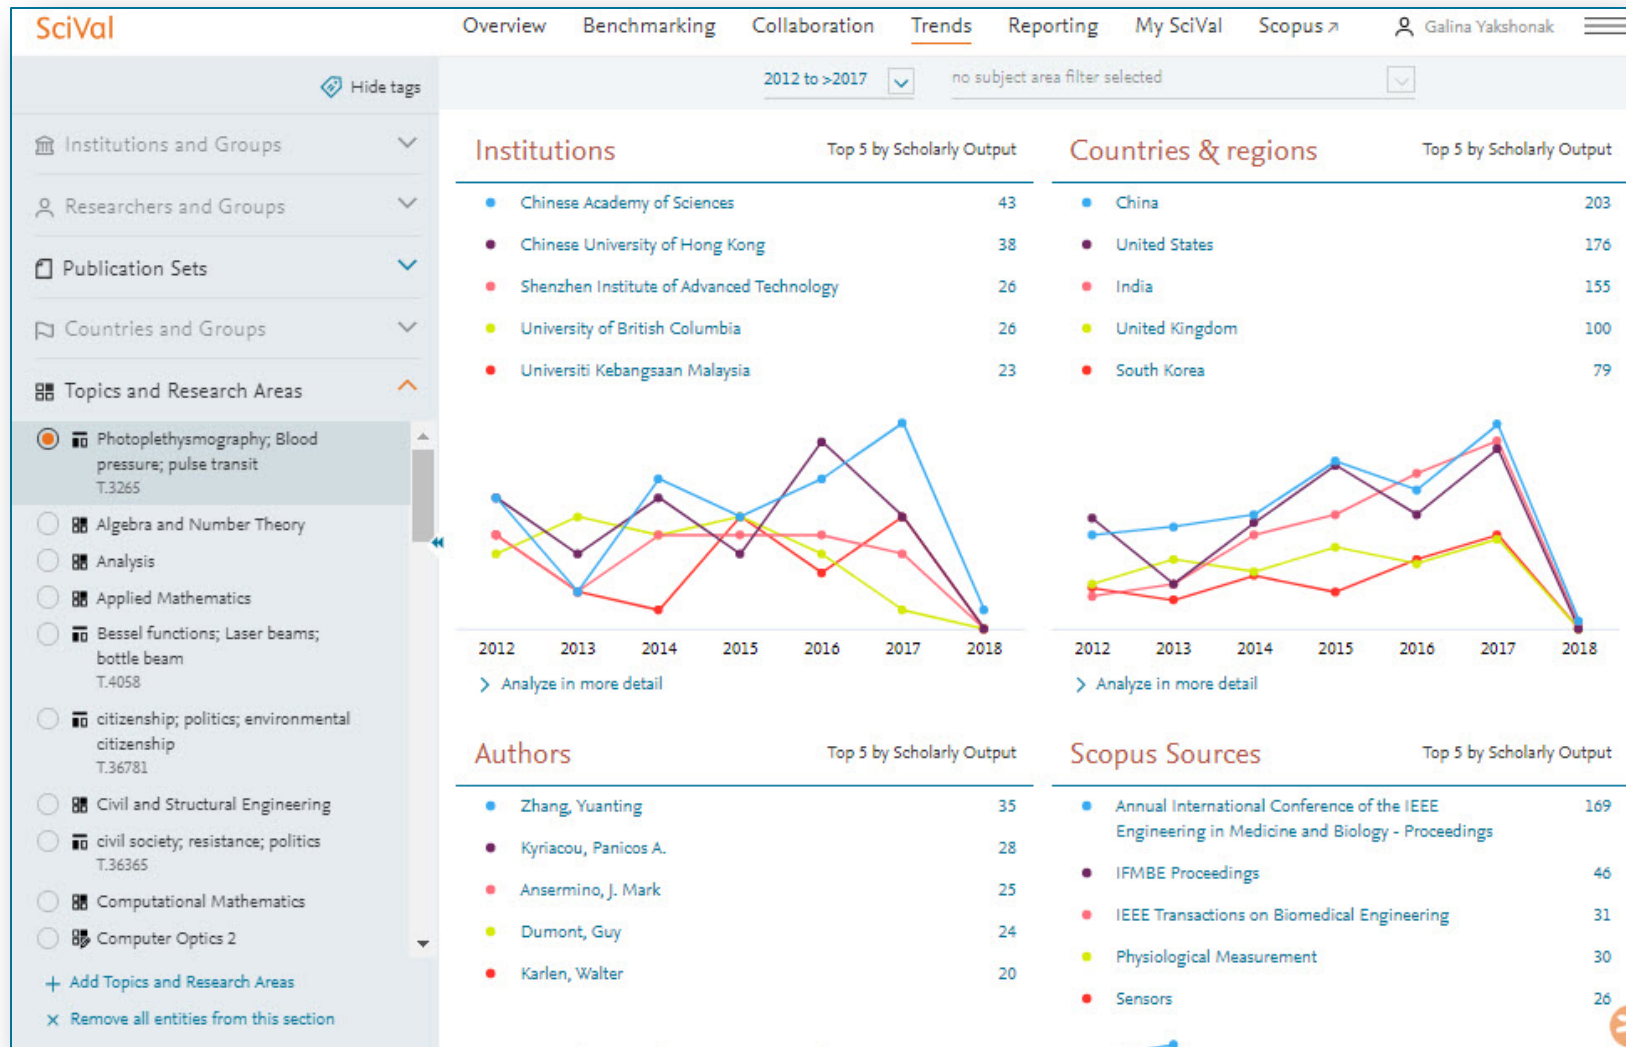 SciVal
Overview Benchmarking Collaboration Trends Reporting My SciVal Scopus↗ Galina Yakshonak
Hide tags
2012 to >2017 no subject area filter selected
Institutions and Groups
Researchers and Groups
Publication Sets
Countries and Groups
Topics and Research Areas
Photoplethysmography; Blood
pressure; pulse transit
T.3265
Algebra and Number Theory
Analysis
Applied Mathematics
Bessel functions; Laser beams;
bottle beam
T.4058
citizenship; politics; environmental
citizenship
T.36781
Civil and Structural Engineering
civil society; resistance; politics
T.36365
Computational Mathematics
Computer Optics 2
+ Add Topics and Research Areas
× Remove all entities from this section
Institutions Top 5 by Scholarly Output
Chinese Academy of Sciences 43
Chinese University of Hong Kong 38
Shenzhen Institute of Advanced Technology 26
University of British Columbia 26
Universiti Kebangsaan Malaysia 23
2012 2013 2014 2015 2016 2017 2018
> Analyze in more detail
Countries & regions Top 5 by Scholarly Output
China 203
United States 176
India 155
United Kingdom 100
South Korea 79
2012 2013 2014 2015 2016 2017 2018
> Analyze in more detail
Authors Top 5 by Scholarly Output
Zhang, Yuanting 35
Kyriacou, Panicos A. 28
Ansermino, J. Mark 25
Dumont, Guy 24
Karlen, Walter 20
Scopus Sources Top 5 by Scholarly Output
Annual International Conference of the IEEE 169
Engineering in Medicine and Biology - Proceedings
IFMBE Proceedings 46
IEEE Transactions on Biomedical Engineering 31
Physiological Measurement 30
Sensors 26